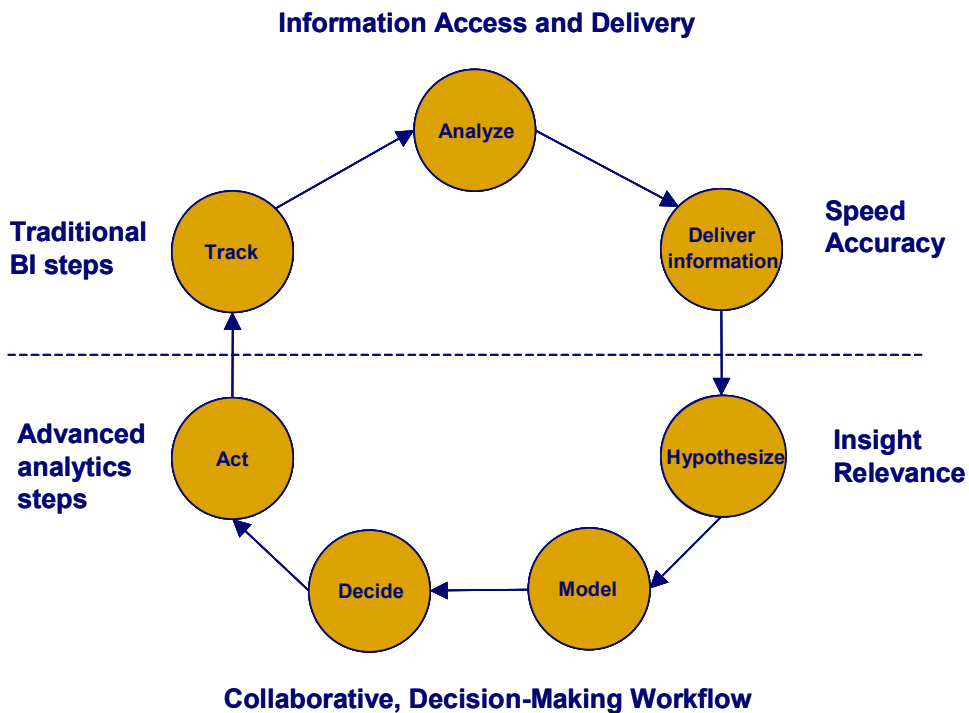 Information Access and Delivery
Analyze
Traditional
BI steps
Track
Deliver
information
Speed
Accuracy
Advanced
analytics
steps
Act
Hypothesize
Insight
Relevance
Decide
Model
Collaborative, Decision-Making Workflow